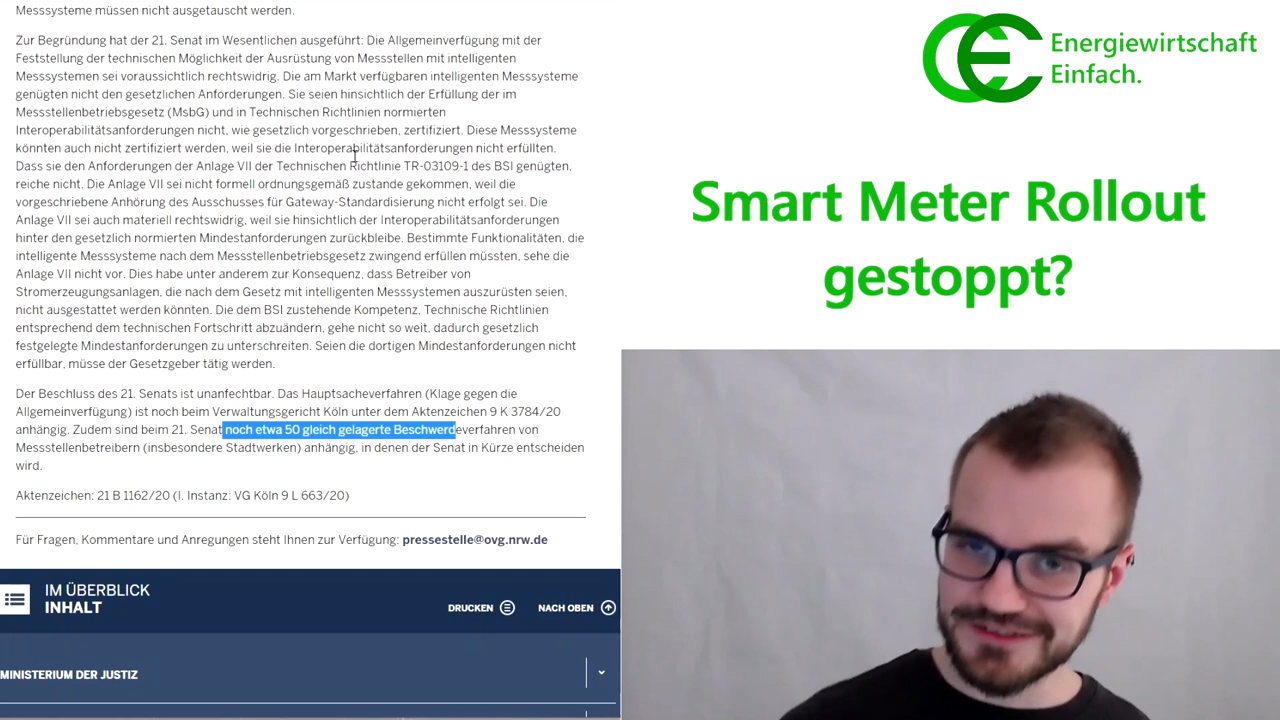 Messsysteme müssen nicht ausgetauscht werden.
Zur Begründung hat der 21. Senat im Wesentlichen ausgeführt: Die Allgemeinverfügung mit der
Feststellung der technischen Möglichkeit der Ausrüstung von Messstellen mit intelligenten
Messsystemen sei voraussichtlich rechtswidrig. Die am Markt verfügbaren intelligenten Messsysteme
genügten nicht den gesetzlichen Anforderungen. Sie seien hinsichtlich der Erfüllung der im
Messstellenbetriebsgesetz (MsbG) und in Technischen Richtlinien normierten
Interoperabilitätsanforderungen nicht, wie gesetzlich vorgeschrieben, zertifiziert. Diese Messsysteme
könnten auch nicht zertifiziert werden, weil sie die Interoperabilitätsanforderungen nicht erfüllten.
Dass sie den Anforderungen der Anlage VII der Technischen Richtlinie TR-03109-1 des BSI genügten,
reiche nicht. Die Anlage VII sei nicht formell ordnungsgemäß zustande gekommen, weil die
vorgeschriebene Anhörung des Ausschusses für Gateway-Standardisierung nicht erfolgt sei. Die
Anlage VII sei auch materiell rechtswidrig, weil sie hinsichtlich der Interoperabilitätsanforderungen
hinter den gesetzlich normierten Mindestanforderungen zurückbleibe. Bestimmte Funktionalitäten, die
intelligente Messsysteme nach dem Messstellenbetriebsgesetz zwingend erfüllen müssten, sehe die
Anlage VII nicht vor. Dies habe unter anderem zur Konsequenz, dass Betreiber von
Stromerzeugungsanlagen, die nach dem Gesetz mit intelligenten Messsystemen auszurüsten seien,
nicht ausgestattet werden könnten. Die dem BSI zustehende Kompetenz, Technische Richtlinien
entsprechend dem technischen Fortschritt abzuändern, gehe nicht so weit, dadurch gesetzlich
festgelegte Mindestanforderungen zu unterschreiten. Seien die dortigen Mindestanforderungen nicht
erfüllbar, müsse der Gesetzgeber tätig werden.
Der Beschluss des 21. Senats ist unanfechtbar. Das Hauptsacheverfahren (Klage gegen die
Allgemeinverfügung) ist noch beim Verwaltungsgericht Köln unter dem Aktenzeichen 9 K 3784/20
anhängig. Zudem sind beim 21. Senat noch etwa 50 gleich gelagerte Beschwerdeverfahren von
Messstellenbetreibern (insbesondere Stadtwerken) anhängig, in denen der Senat in Kürze entscheiden
wird.
Aktenzeichen: 21 B 1162/20 (I. Instanz: VG Köln 9 L 663/20)
Für Fragen, Kommentare und Anregungen steht Ihnen zur Verfügung: pressestelle@ovg.nrw.de
IM ÜBERBLICK
INHALT
DRUCKEN
NACH OBEN
MINISTERIUM DER JUSTIZ
Energiewirtschaft
Einfach.
Smart Meter Rollout
gestoppt?